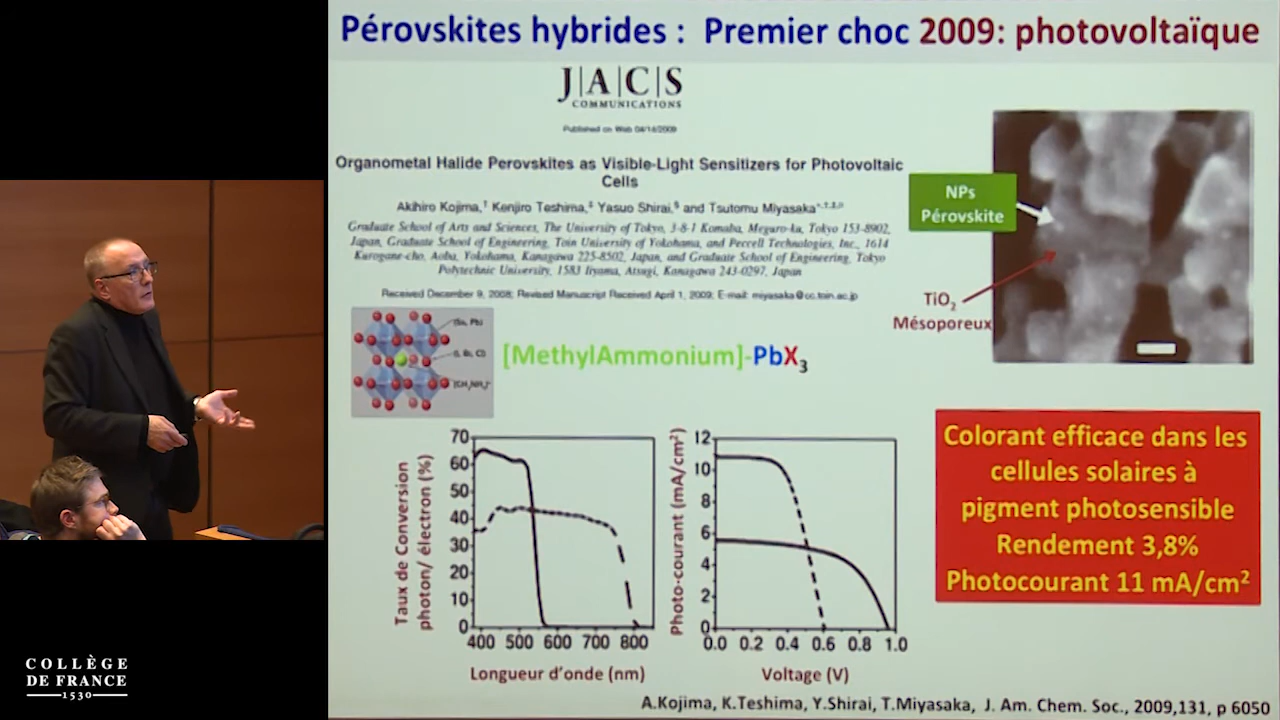 Pérovskites hybrides : Premier choc 2009: photovoltaïque
J|A|C|S
COMMUNICATIONS
Published on Web 04/14/2009
Organometal Halide Perovskites as Visible-Light Sensitizers for Photovoltaic
Cells
Akihiro Kojima,† Kenjiro Teshima,‡ Yasuo Shirai,§ and Tsutomu Miyasaka
Graduate School of Arts and Sciences, The University of Tokyo, 3-8-1 Komaba, Meguro-ku, Tokyo 153-8902,
Japan, Graduate School of Engineering, Toin University of Yokohama, and Peccell Technologies, Inc., 1614
Kurogane-cho, Aoba, Yokohama, Kanagawa 225-8502, Japan, and Graduate School of Engineering, Tokyo
Polytechnic University, 1583 Iiyama, Atsugi, Kanagawa 243-0297, Japan
Received December 9, 2008; Revised Manuscript Received April 1, 2009; E-mail: miyasaka@cc.toin.ac.jp
NPs
Pérovskite
TiO₂
Mésoporeux
(Sn, Pb)
(I, Br, Cl)
(CH₃NH₃)⁺
[MethylAmmonium]-PbX₃
Taux de Conversion
photon/ électron (%)
70
60
50
40
30
20
10
0
400 500 600 700 800
Longueur d'onde (nm)
Photo-courant (mA/cm²)
12
10
8
6
4
2
0
0.0 0.2 0.4 0.6 0.8 1.0
Voltage (V)
Colorant efficace dans les
cellules solaires à
pigment photosensible
Rendement 3,8%
Photocourant 11 mA/cm²
A.Kojima, K.Teshima, Y.Shirai, T.Miyasaka, J. Am. Chem. Soc., 2009,131, p 6050
COLLÈGE
DE FRANCE
1530